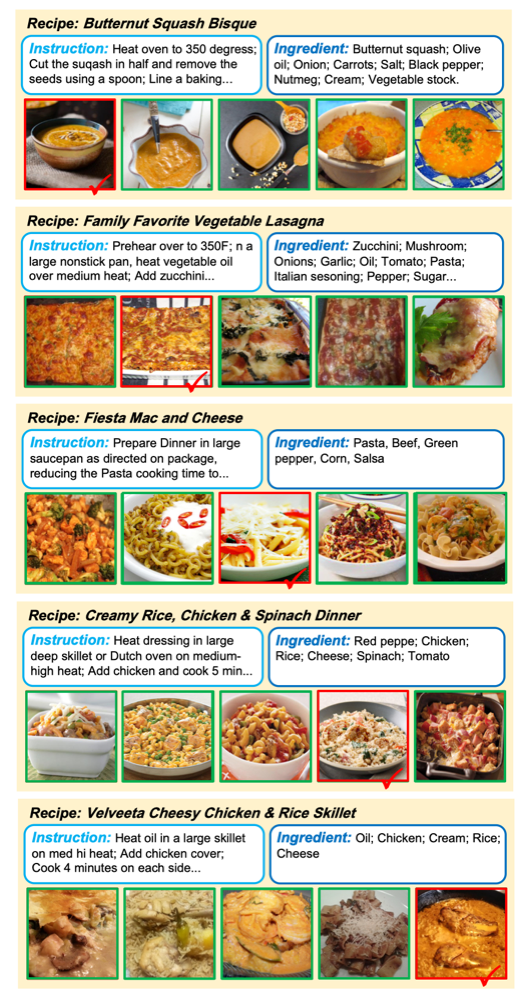 Recipe: Butternut Squash Bisque
Instruction: Heat oven to 350 degress;
Cut the suqash in half and remove the
seeds using a spoon; Line a baking...
Ingredient: Butternut squash; Olive
oil; Onion; Carrots; Salt; Black pepper;
Nutmeg; Cream; Vegetable stock.
Recipe: Family Favorite Vegetable Lasagna
Instruction: Prehear over to 350F; n a
large nonstick pan, heat vegetable oil
over medium heat; Add zucchini...
Ingredient: Zucchini; Mushroom;
Onions; Garlic; Oil; Tomato; Pasta;
Italian sesoning; Pepper; Sugar...
Recipe: Fiesta Mac and Cheese
Instruction: Prepare Dinner in large
saucepan as directed on package,
reducing the Pasta cooking time to...
Ingredient: Pasta, Beef, Green
pepper, Corn, Salsa
Recipe: Creamy Rice, Chicken & Spinach Dinner
Instruction: Heat dressing in large
deep skillet or Dutch oven on medium-
high heat; Add chicken and cook 5 min...
Ingredient: Red peppe; Chicken;
Rice; Cheese; Spinach; Tomato
Recipe: Velveeta Cheesy Chicken & Rice Skillet
Instruction: Heat oil in a large skillet
on med hi heat; Add chicken cover;
Cook 4 minutes on each side...
Ingredient: Oil; Chicken; Cream; Rice;
Cheese